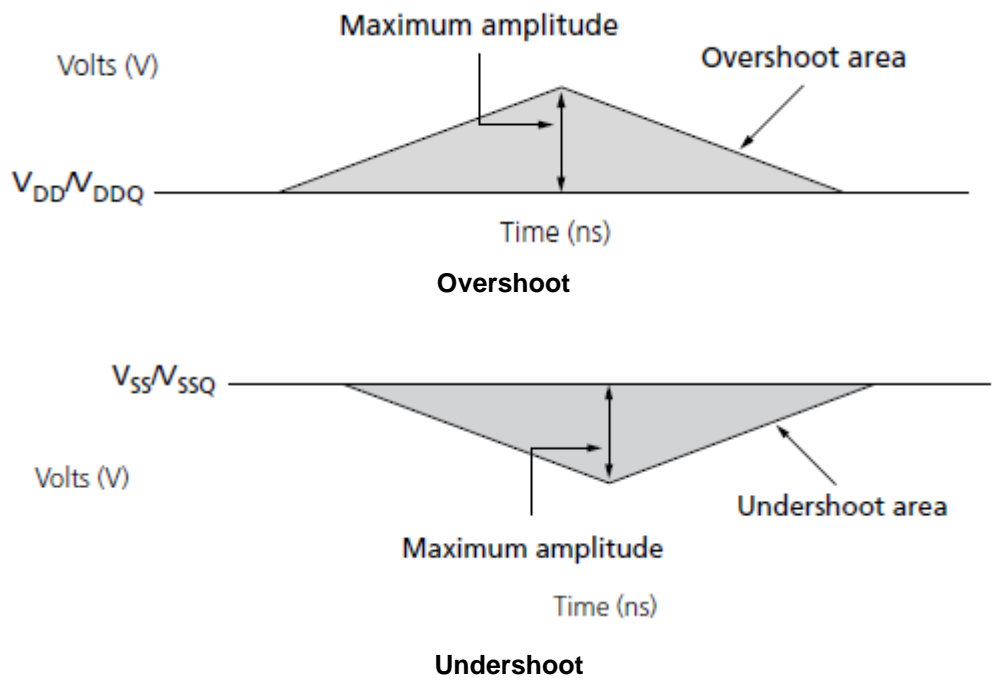 Maximum amplitude
Volts (V)
Overshoot area
VDD/VDDQ
Time (ns)
Overshoot
VSS/VSSQ
Volts (V)
Undershoot area
Maximum amplitude
Time (ns)
Undershoot